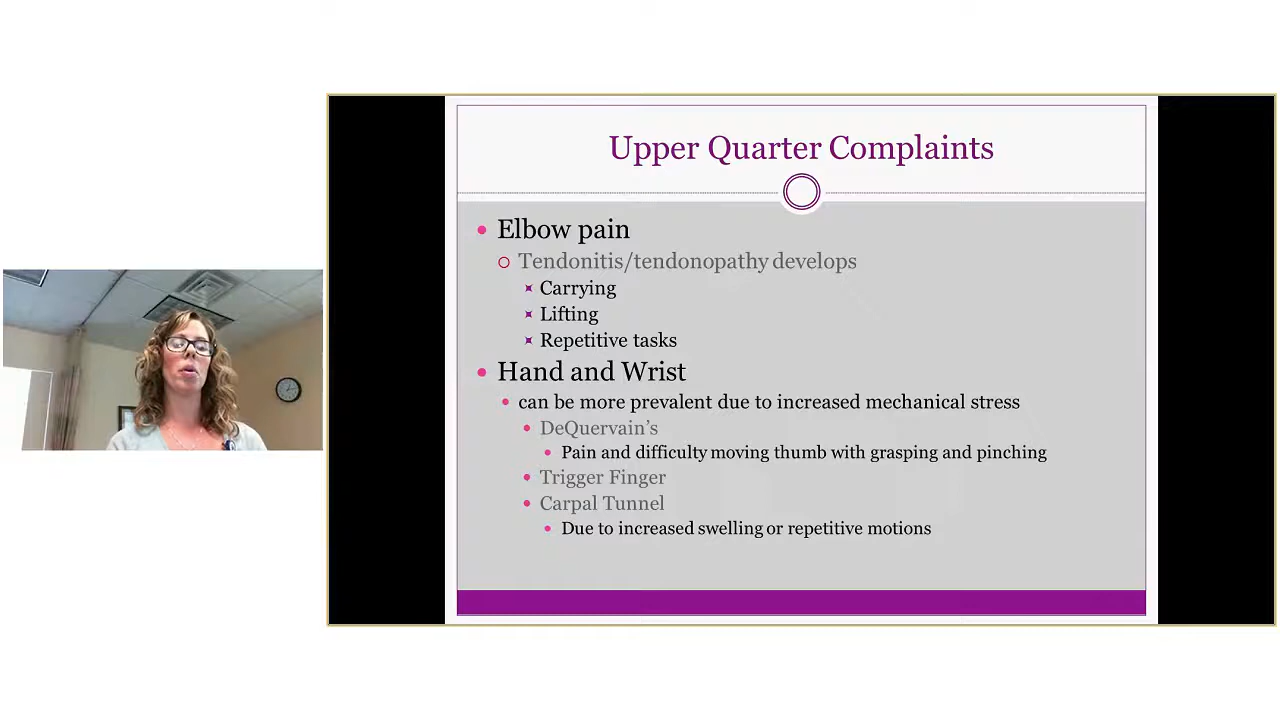 Upper Quarter Complaints
Elbow pain
Tendonitis/tendonopathy develops
Carrying
Lifting
Repetitive tasks
Hand and Wrist
can be more prevalent due to increased mechanical stress
DeQuervain's
Pain and difficulty moving thumb with grasping and pinching
Trigger Finger
Carpal Tunnel
Due to increased swelling or repetitive motions